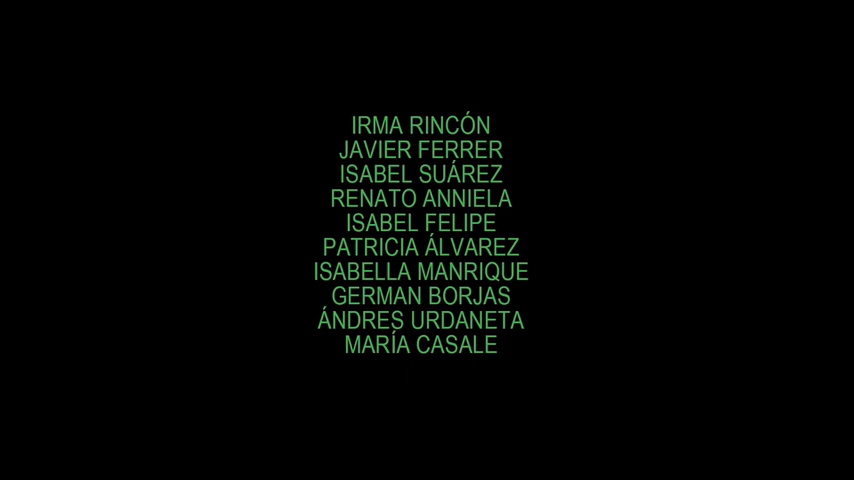 IRMA RINCÓN
JAVIER FERRER
ISABEL SUÁREZ
RENATO ANNIELA
ISABEL FELIPE
PATRICIA ÁLVAREZ
ISABELLA MANRIQUE
GERMAN BORJAS
ÁNDRES URDANETA
MARÍA CASALE